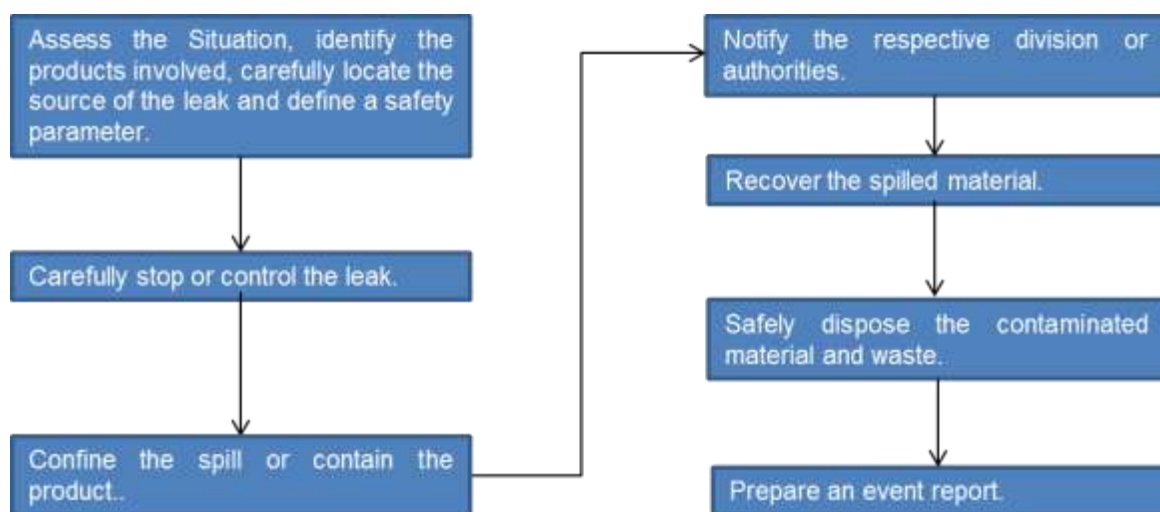 Assess the Situation, identify the
products involved, carefully locate the
source of the leak and define a safety
parameter.
Carefully stop or control the leak.
Confine the spill or contain the
product..
Notify the respective division or
authorities.
Recover the spilled material.
Safely dispose the contaminated
material and waste.
Prepare an event report.